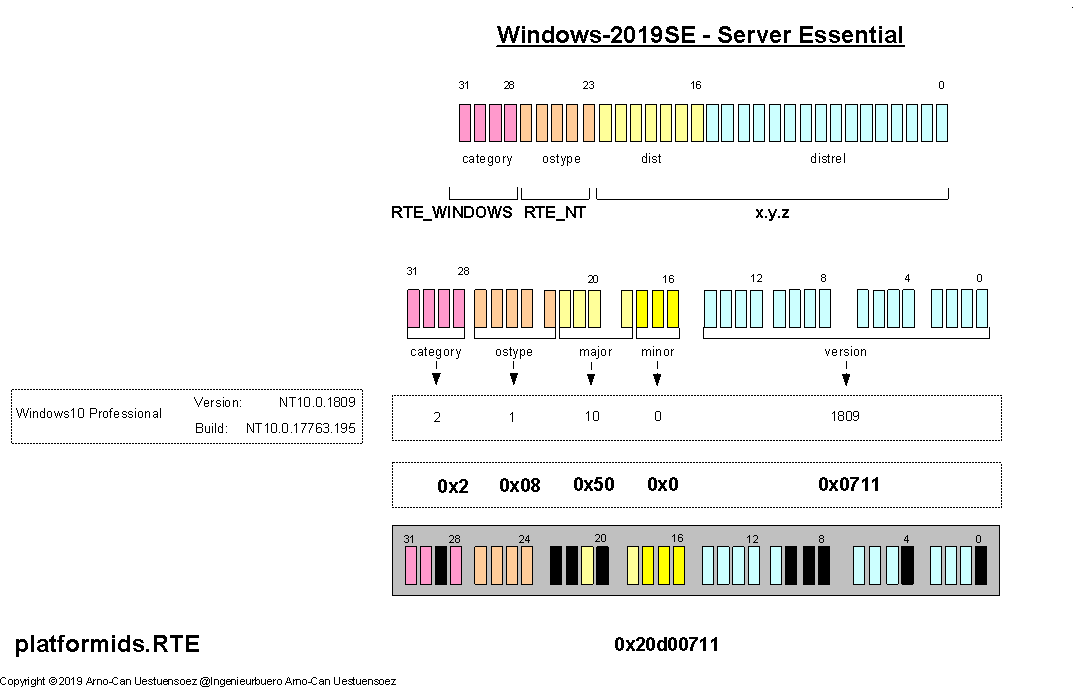 Windows-2019SE - Server Essential
31 28 23 16 0
category ostype dist distrel
RTE_WINDOWS RTE_NT x.y.z
31 28 20 16 12 8 4 0
category ostype major minor version
Windows10 Professional
Version: NT10.0.1809
Build: NT10.0.17763.195
2 1 10 0 1809
0x2 0x08 0x50 0x0 0x0711
31 28 24 20 16 12 8 4 0
platformids.RTE 0x20d00711
Copyright ©2019 Arno-Can Uestuensoez @Ingenieurbuero Arno-Can Uestuensoez